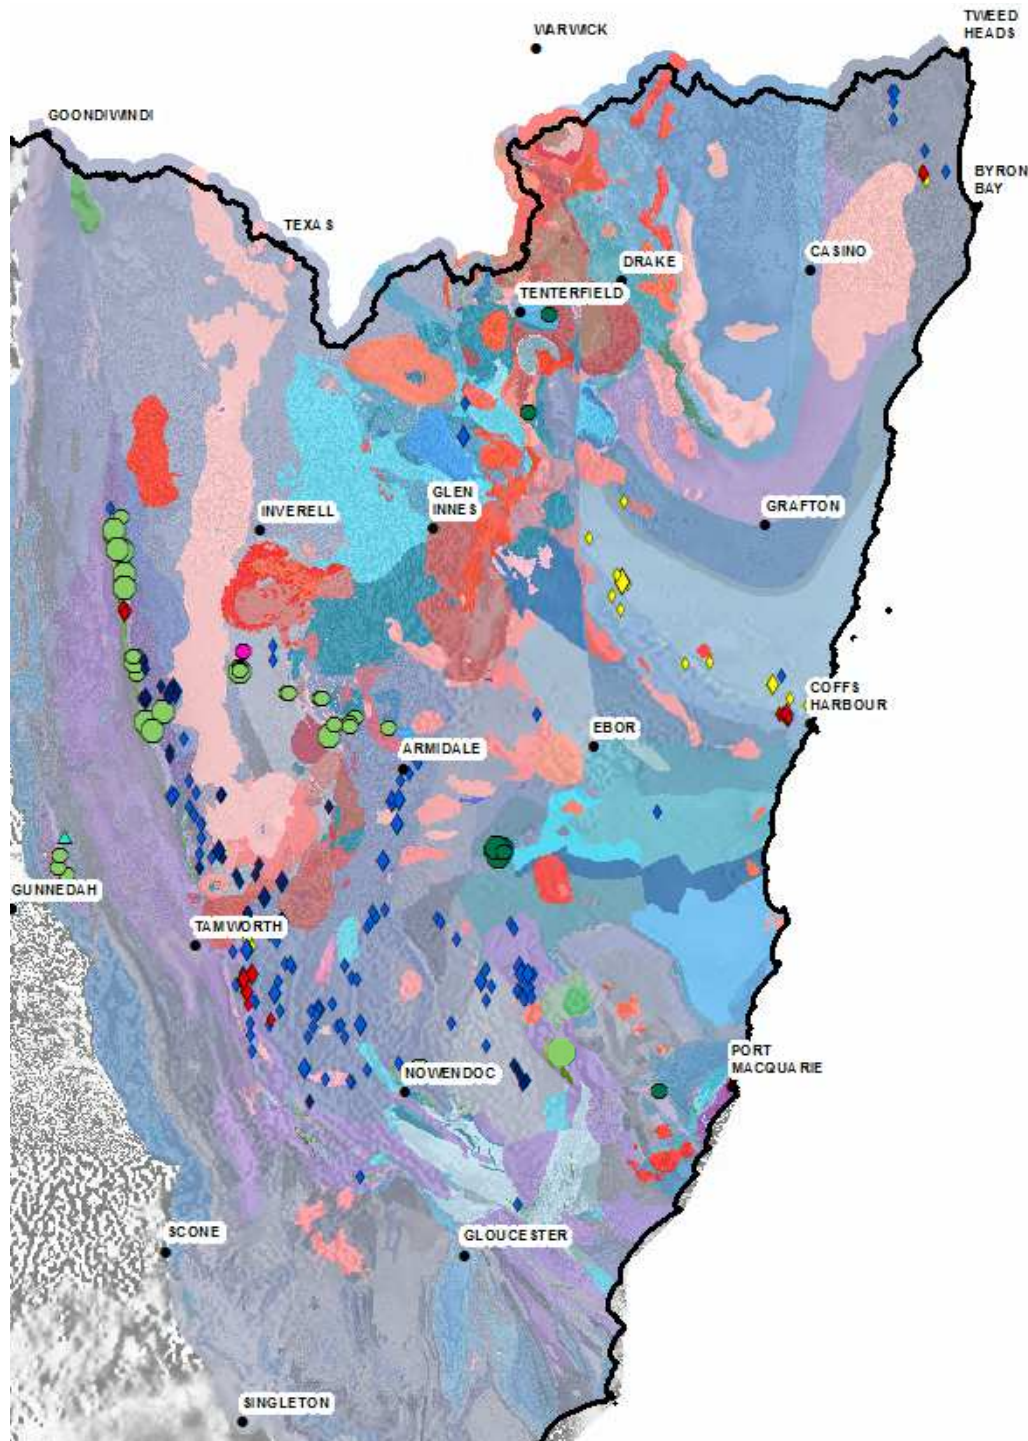 TWEED
HEADS
WARWICK
GOONDIWINDI
BYRON
BAY
TEXAS
DRAKE
CASINO
TENTERFIELD
GLEN
INNES
INVERELL
GRAFTON
COFFS
HARBOUR
EBOR
ARMIDALE
GUNNEDAH
TAMWORTH
PORT
MACQUARIE
NOWENDOC
SCONE
GLOUCESTER
SINGLETON